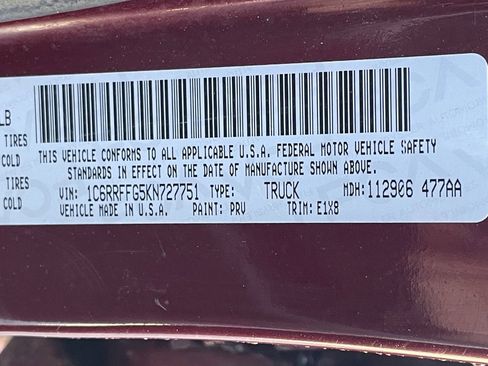 LB
TIRES
COLD
THIS VEHICLE CONFORMS TO ALL APPLICABLE U.S.A. FEDERAL MOTOR VEHICLE SAFETY
STANDARDS IN EFFECT ON THE DATE OF MANUFACTURE SHOWN ABOVE.
TIRES
COLD
VIN: 1C6RRFFG5KN727751 TYPE: TRUCK MDH: 112906 477AA
VEHICLE MADE IN U.S.A. PAINT: PRV TRIM: E1X8